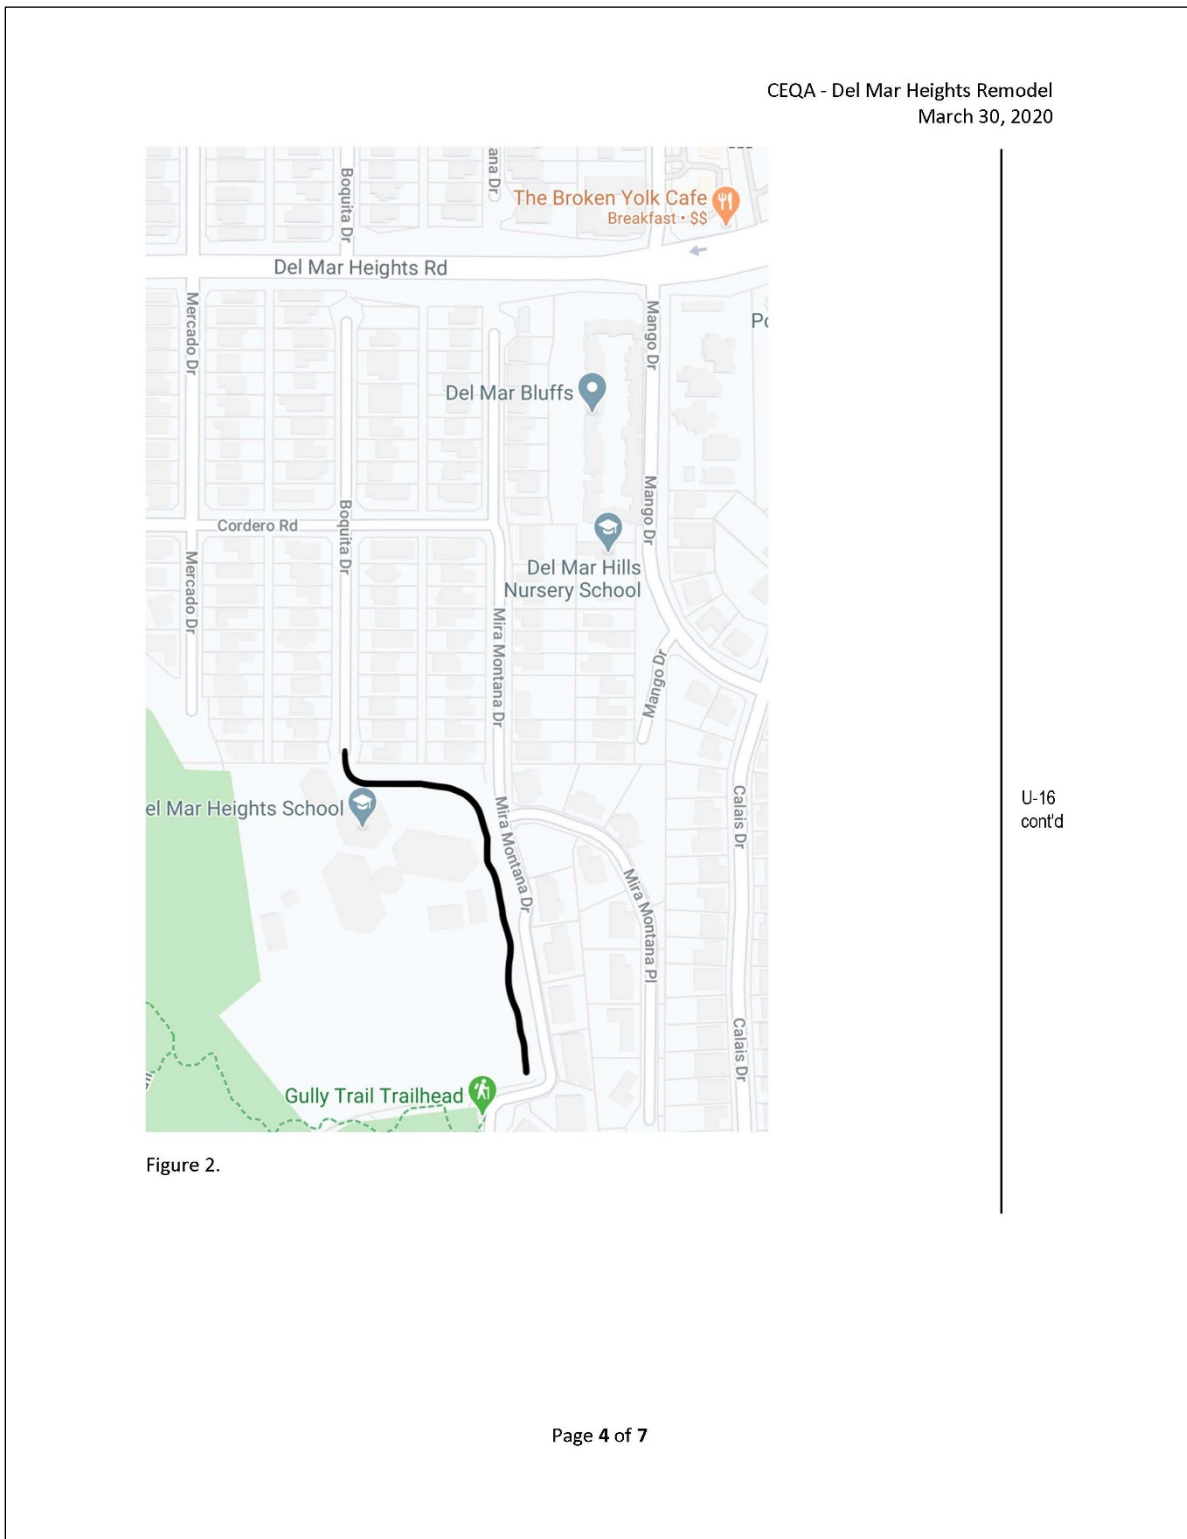 CEQA - Del Mar Heights Remodel
March 30, 2020
Boquita Dr
ana Dr
The Broken Yolk Cafe
Breakfast · $$
Del Mar Heights Rd
Mercado Dr
Mango Dr
Po
Del Mar Bluffs
Mango Dr
Boquita Dr
Cordero Rd
Del Mar Hills
Nursery School
Mercado Dr
Mira Montana Dr
Mango Dr
el Mar Heights School
Mira Montana Dr
Calais Dr
U-16
cont'd
Mira Montana Pl
Calais Dr
Gully Trail Trailhead
Figure 2.
Page 4 of 7